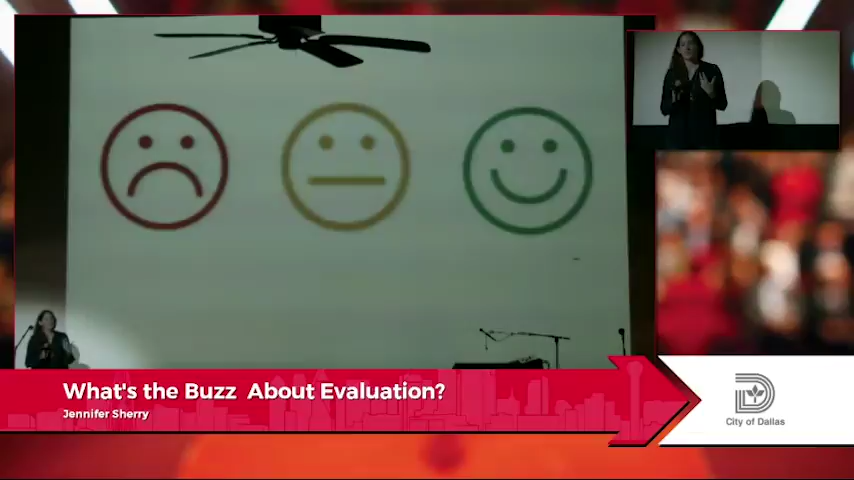 What's the Buzz  About Evaluation?
Jennifer Sherry
City of Dallas